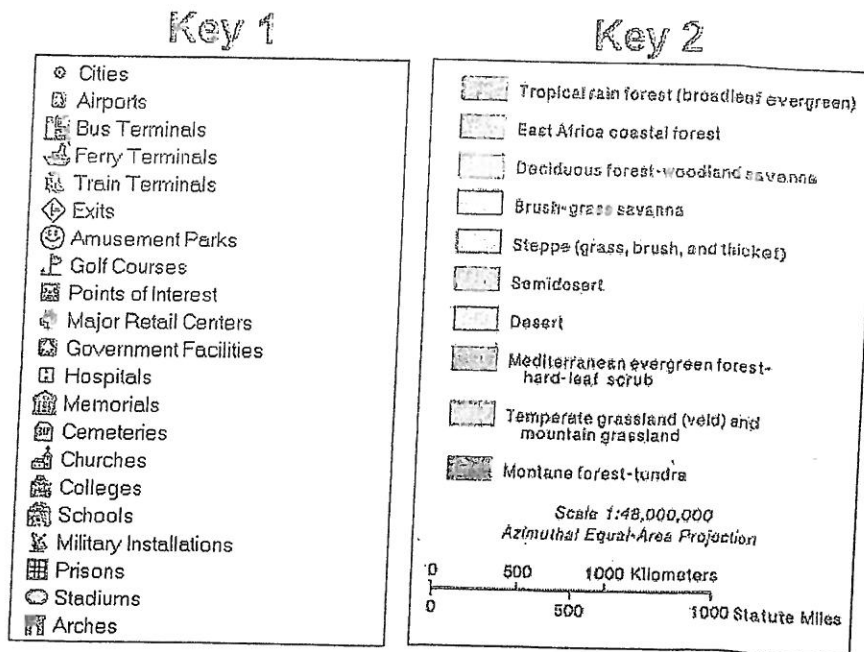 Key 1
Cities
Airports
Bus Terminals
Ferry Terminals
Train Terminals
Exits
Amusement Parks
Golf Courses
Points of Interest
Major Retail Centers
Government Facilities
Hospitals
Memorials
Cemeteries
Churches
Colleges
Schools
Military Installations
Prisons
Stadiums
Arches
Key 2
Tropical rain forest (broadleaf evergreen)
East Africa coastal forest
Deciduous forest-woodland savanna
Brush-grass savanna
Steppe (grass, brush, and thicket)
Semidesert
Desert
Mediterranean evergreen forest-
hard-leaf scrub
Temperate grassland (veld) and
mountain grassland
Montane forest-tundra
Scale 1:48,000,000
Azimuthal Equal-Area Projection
0 500 1000 Kilometers
0 500 1000 Statute Miles